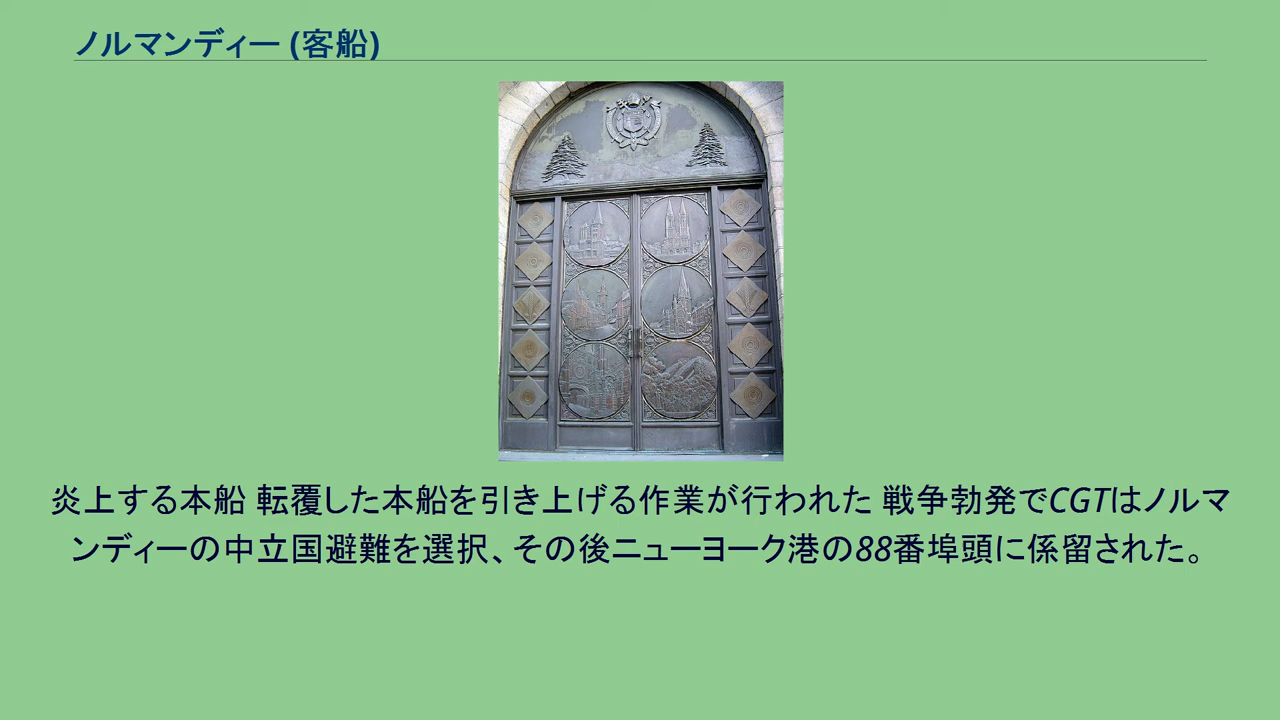 ノルマンディー (客船)
炎上する本船 転覆した本船を引き上げる作業が行われた 戦争勃発でCGTはノルマ
ンディーの中立国避難を選択、その後ニューヨーク港の88番埠頭に係留された。